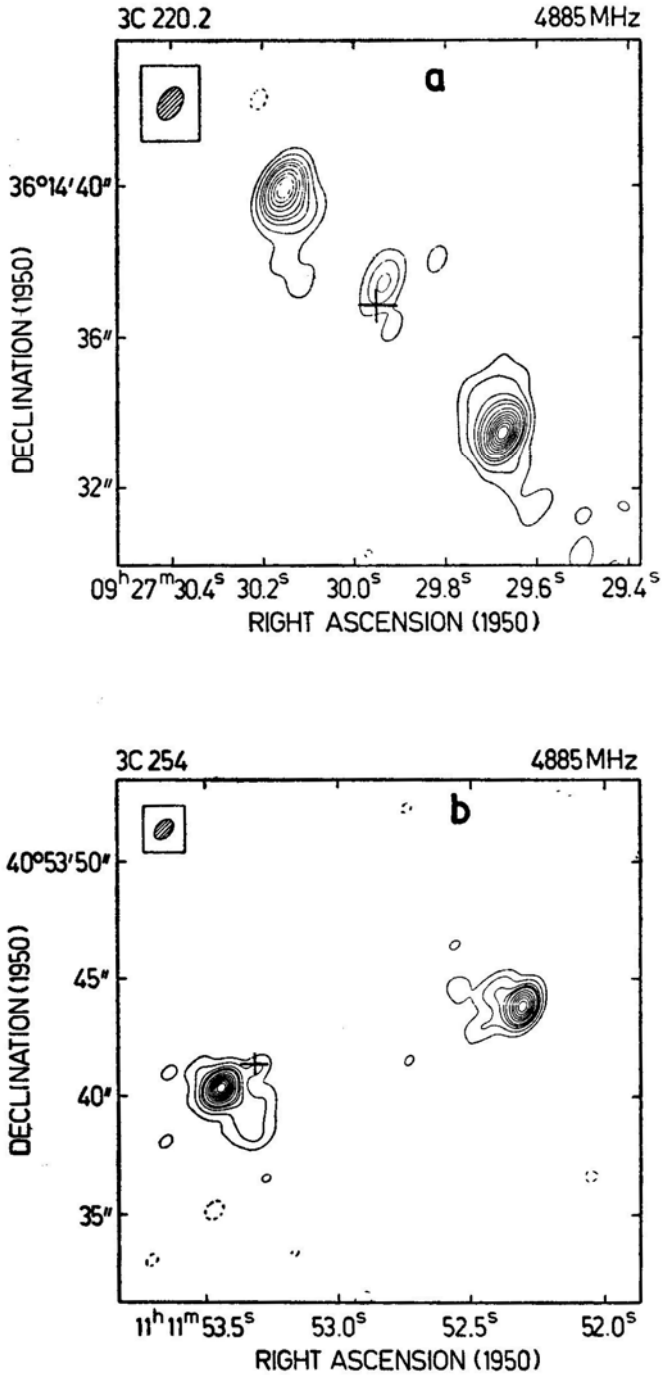 3C 220.2 4885 MHz
a
36°14′40″
36″
32″
DECLINATION (1950)
09ʰ27ᵐ30.4ˢ 30.2ˢ 30.0ˢ 29.8ˢ 29.6ˢ 29.4ˢ
RIGHT ASCENSION (1950)
3C 254 4885 MHz
b
40°53′50″
45″
40″
35″
DECLINATION (1950)
11ʰ11ᵐ53.5ˢ 53.0ˢ 52.5ˢ 52.0ˢ
RIGHT ASCENSION (1950)